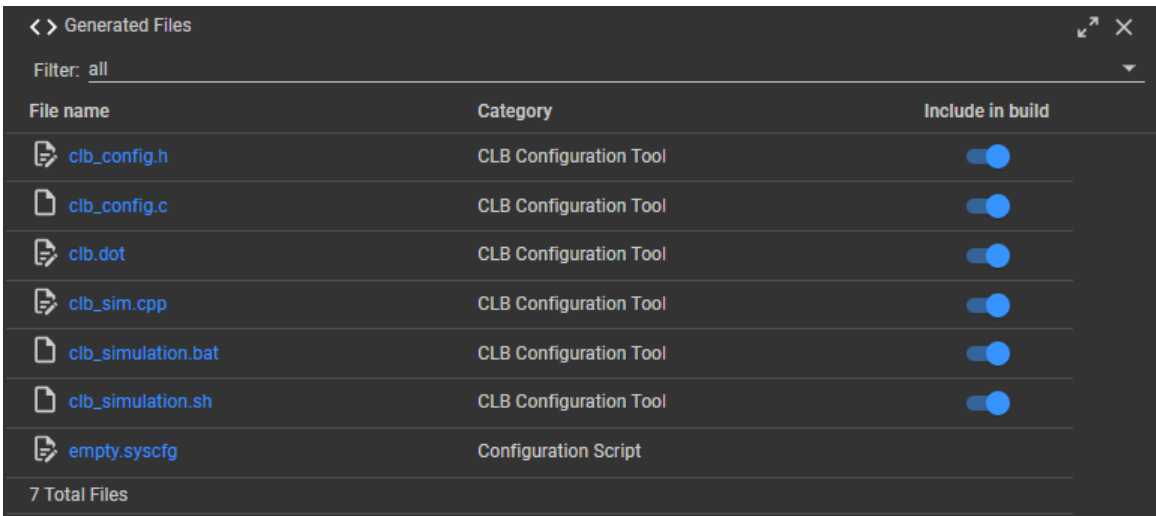 Generated Files
Filter: all
File name Category Include in build
clb_config.h CLB Configuration Tool
clb_config.c CLB Configuration Tool
clb.dot CLB Configuration Tool
clb_sim.cpp CLB Configuration Tool
clb_simulation.bat CLB Configuration Tool
clb_simulation.sh CLB Configuration Tool
empty.syscfg Configuration Script
7 Total Files